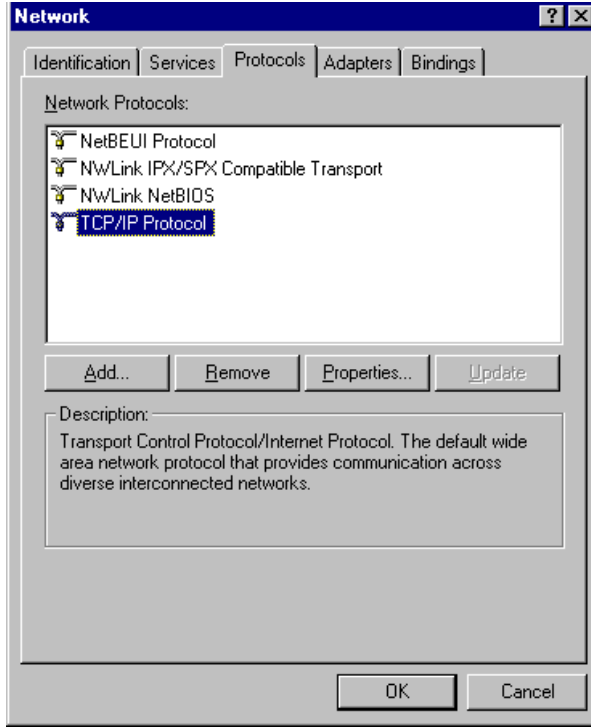 Network
Identification Services Protocols Adapters Bindings
Network Protocols:
NetBEUI Protocol
NWLink IPX/SPX Compatible Transport
NWLink NetBIOS
TCP/IP Protocol
Add... Remove Properties... Update
Description:
Transport Control Protocol/Internet Protocol. The default wide
area network protocol that provides communication across
diverse interconnected networks.
OK Cancel